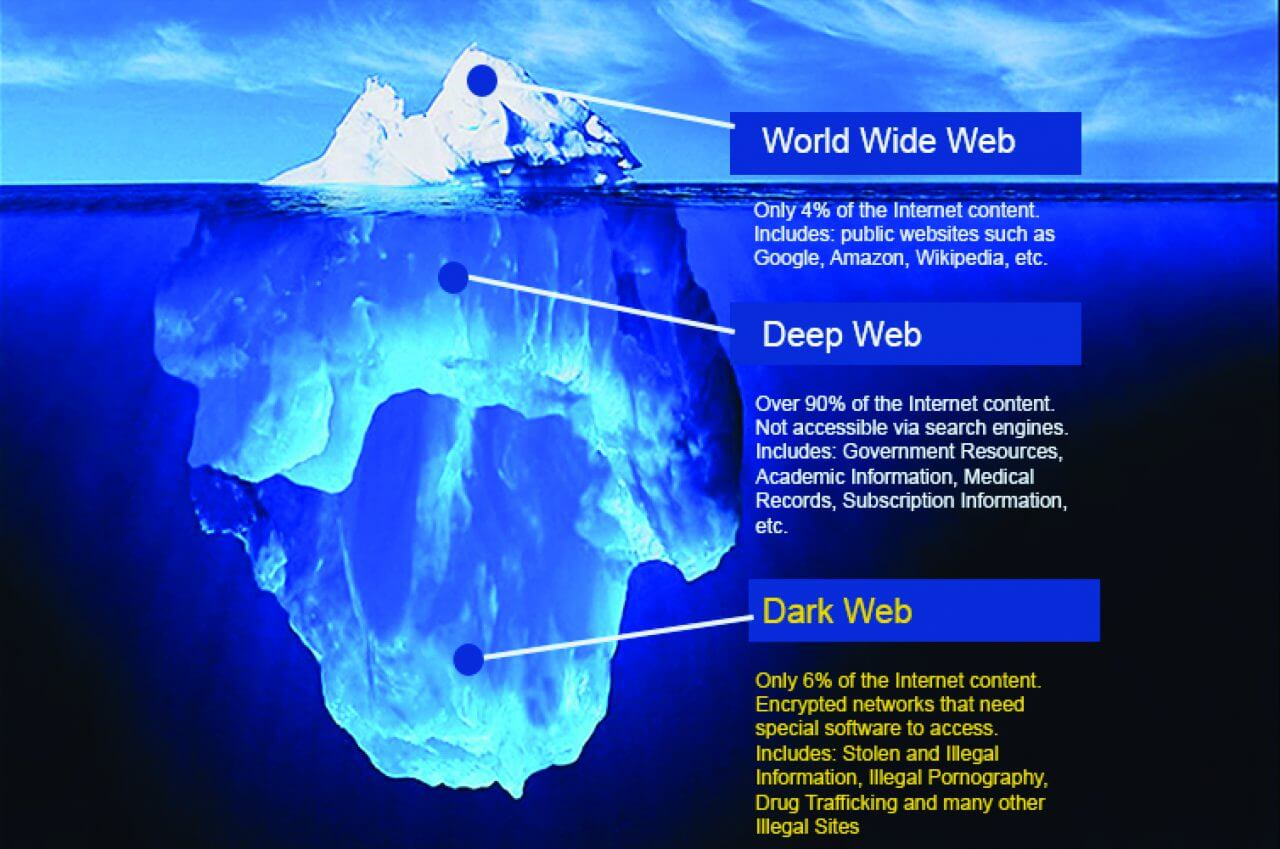 World Wide Web
Only 4% of the Internet content.
Includes: public websites such as
Google, Amazon, Wikipedia, etc.
Deep Web
Over 90% of the Internet content.
Not accessible via search engines.
Includes: Government Resources,
Academic Information, Medical
Records, Subscription Information,
etc.
Dark Web
Only 6% of the Internet content.
Encrypted networks that need
special software to access.
Includes: Stolen and Illegal
Information, Illegal Pornography,
Drug Trafficking and many other
Illegal Sites